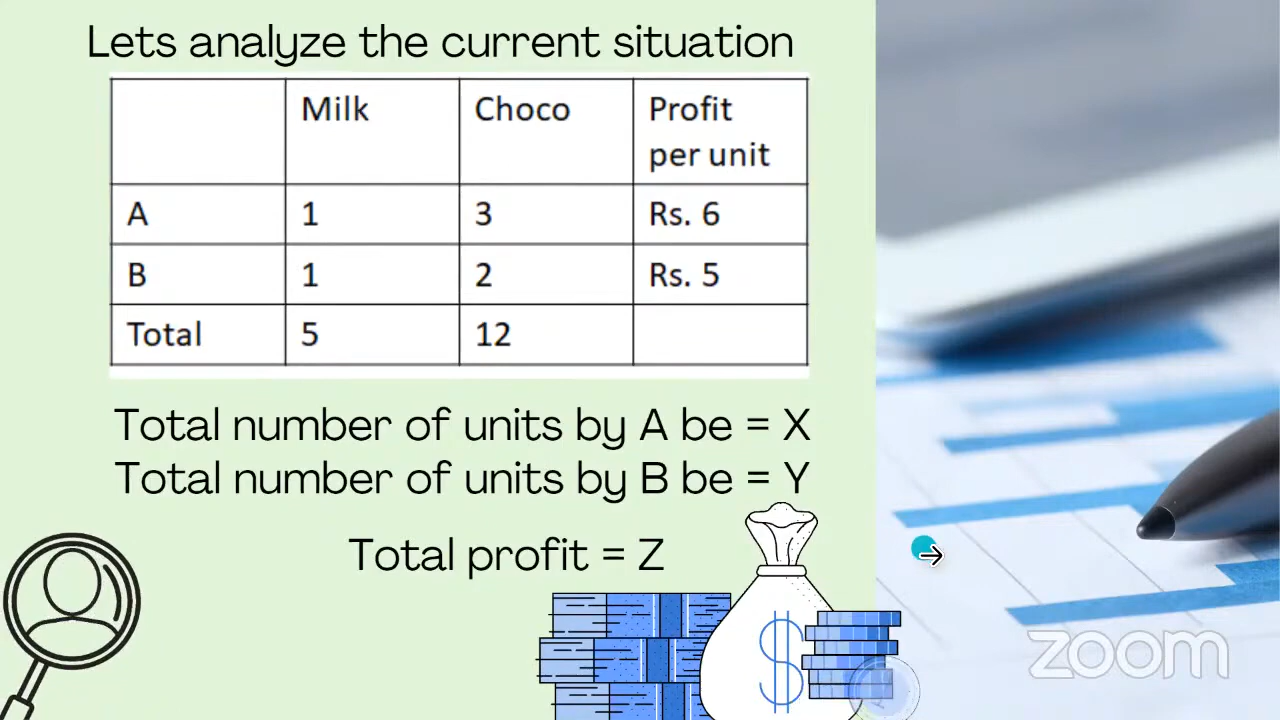 Lets analyze the current situation
Milk Choco Profit per unit
A 1 3 Rs. 6
B 1 2 Rs. 5
Total 5 12
Total number of units by A be = X
Total number of units by B be = Y
Total profit = Z
$
zoom